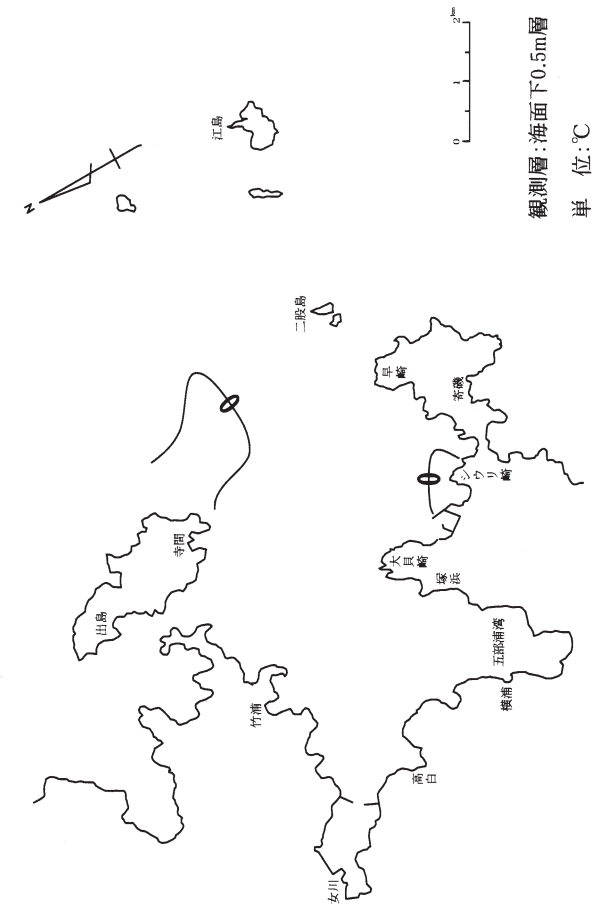 江島
N
0 1 2km
観測層:海面下0.5m層
単 位:℃
二股島
早崎
寄磯
0
0
シウリ崎
寺間
大貝崎
塚浜
出島
五部浦湾
横浦
竹浦
高白
女川